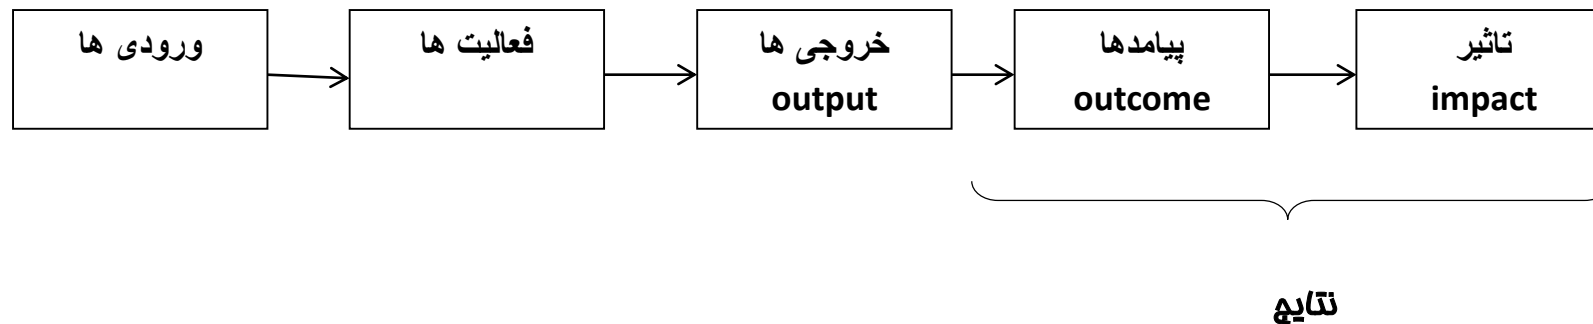 ورودی ها
فعالیت ها
خروجی ها
output
پیامدها
outcome
تاثیر
impact
نتایج